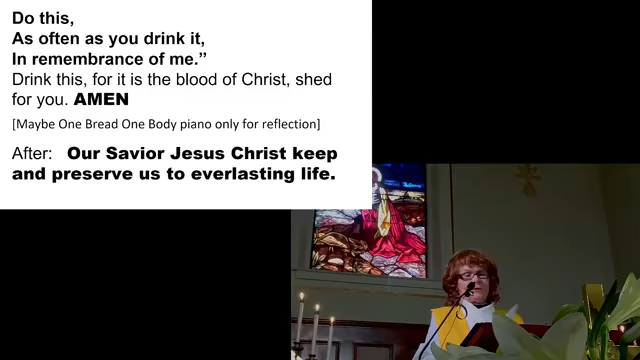 Do this,
As often as you drink it,
In remembrance of me.”
Drink this, for it is the blood of Christ, shed
for you. AMEN
[Maybe One Bread One Body piano only for reflection]
After: Our Savior Jesus Christ keep
and preserve us to everlasting life.